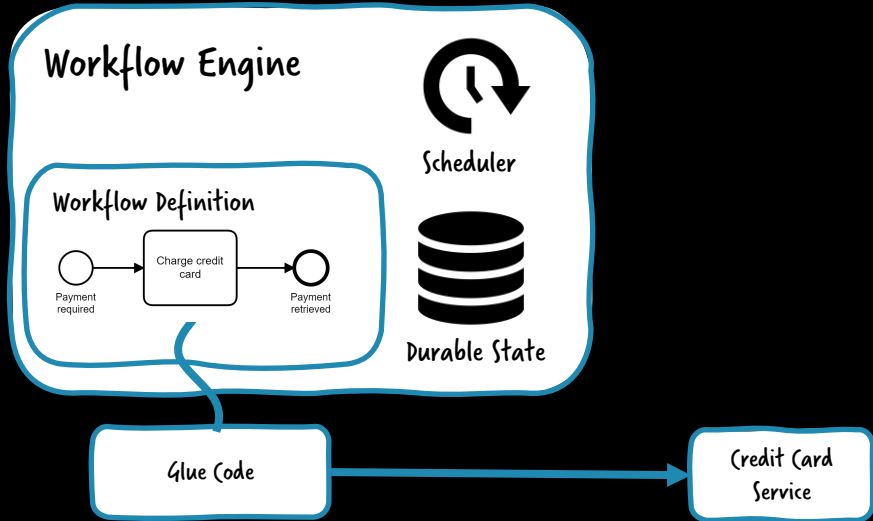 Workflow Engine
Scheduler
Workflow Definition
Charge credit
card
Payment
required
Payment
retrieved
Durable State
Glue Code
Credit Card
Service